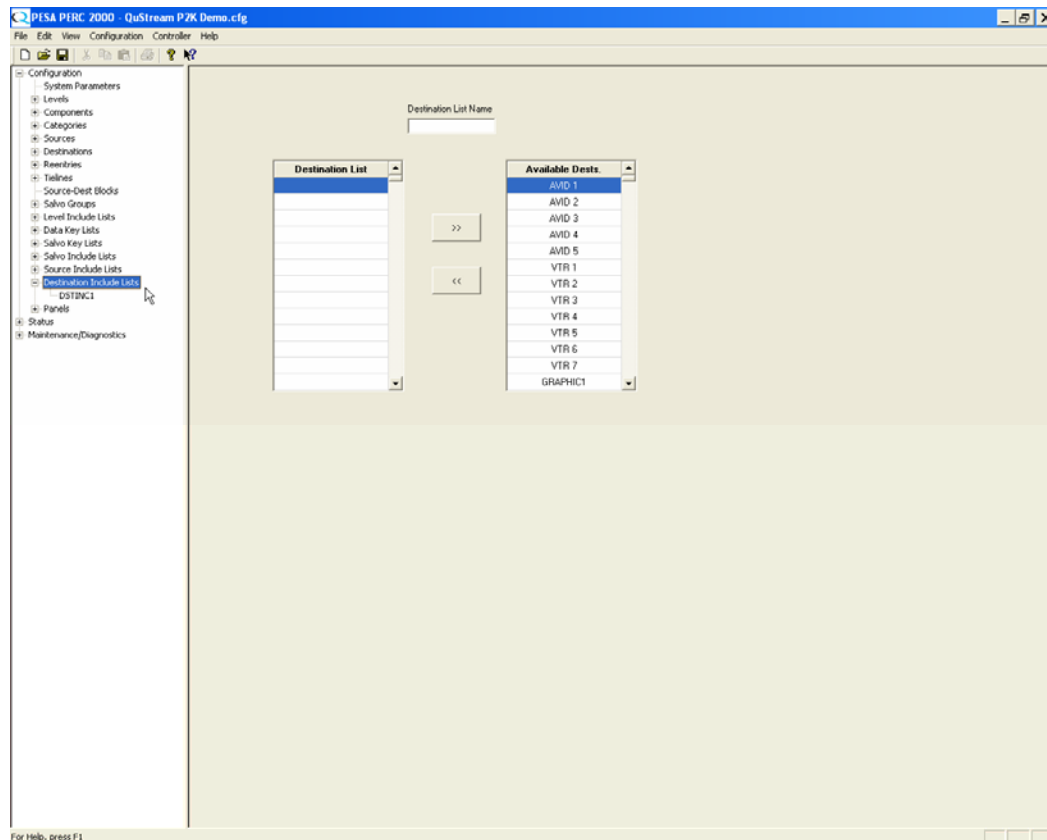 PESA PERC 2000 - QuStream P2K Demo.cfg
File Edit View Configuration Controller Help
Configuration
System Parameters
Levels
Components
Categories
Sources
Destinations
Reentries
Tielines
Source-Dest Blocks
Salvo Groups
Level Include Lists
Data Key Lists
Salvo Key Lists
Salvo Include Lists
Source Include Lists
Destination Include Lists
DSTINC1
Panels
Status
Maintenance/Diagnostics
Destination List Name
Destination List
>>
<<
Available Dests.
AVID 1
AVID 2
AVID 3
AVID 4
AVID 5
VTR 1
VTR 2
VTR 3
VTR 4
VTR 5
VTR 6
VTR 7
GRAPHIC1
For Help, press F1